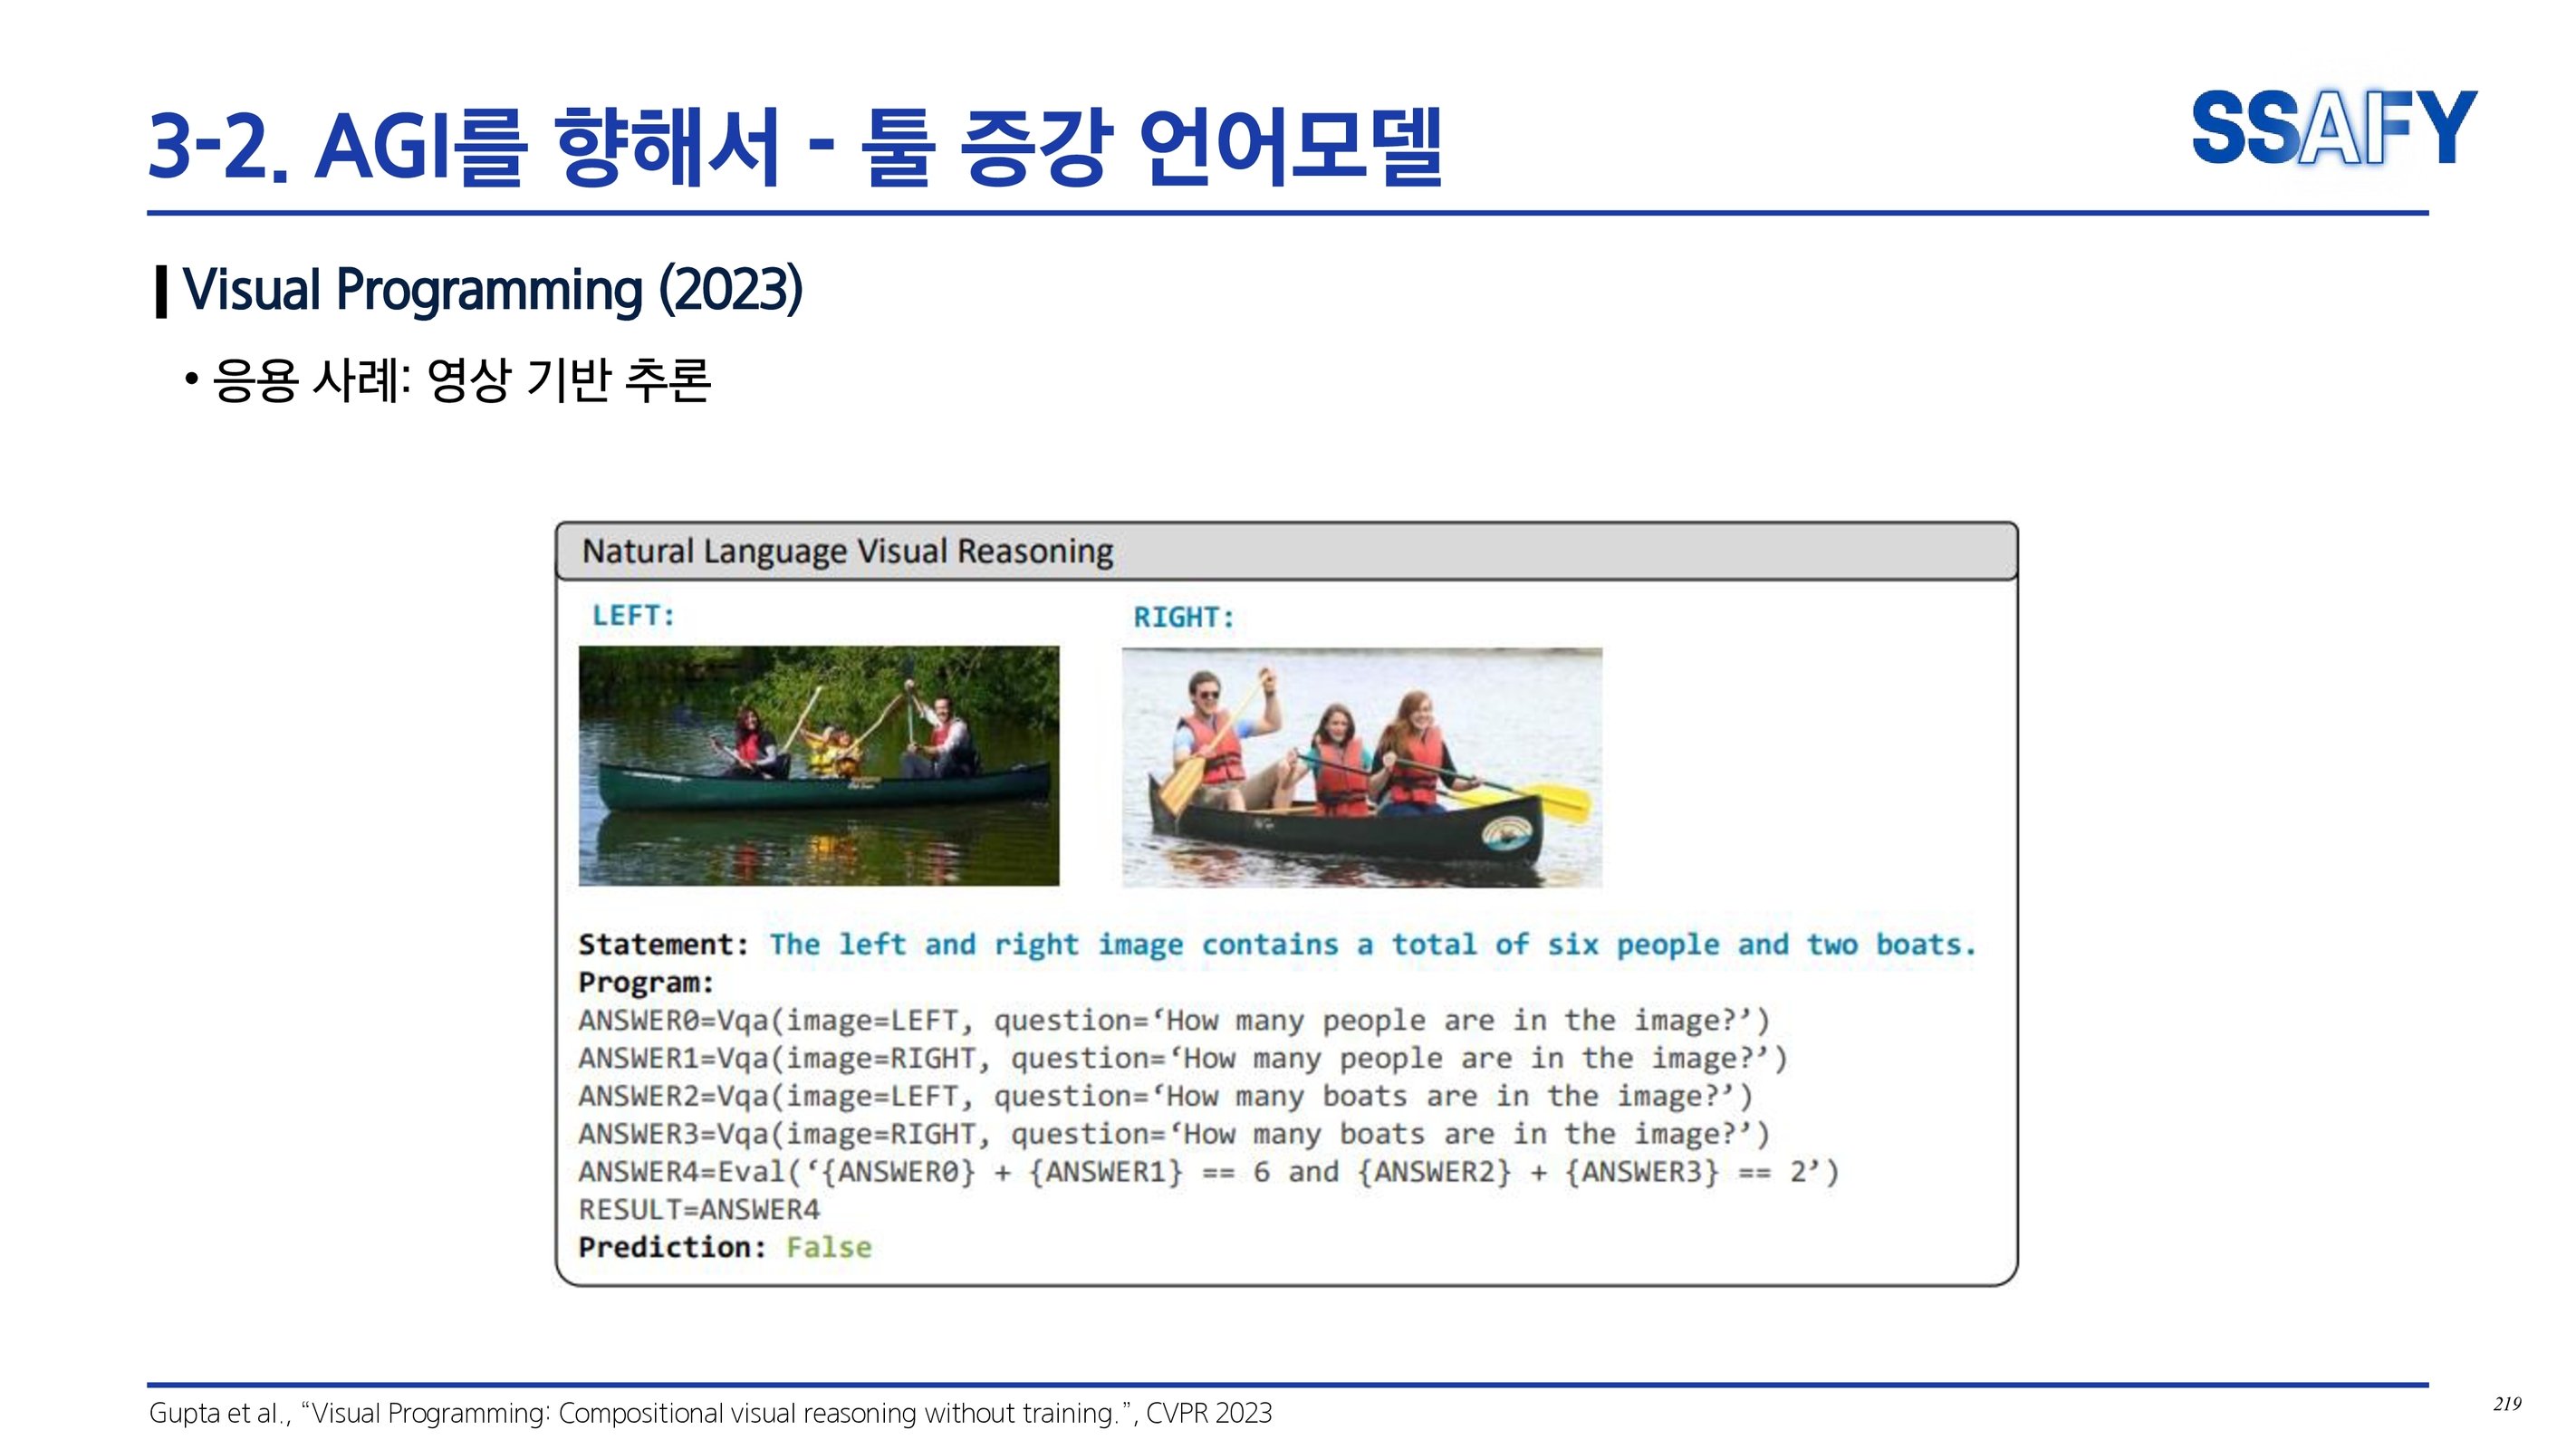 3-2. AGI를 향해서 - 툴 증강 언어모델
SSAFY
Visual Programming (2023)
• 응용 사례: 영상 기반 추론
Natural Language Visual Reasoning
LEFT:
RIGHT:
Statement: The left and right image contains a total of six people and two boats.
Program:
ANSWER0=Vqa(image=LEFT, question=‘How many people are in the image?’)
ANSWER1=Vqa(image=RIGHT, question=‘How many people are in the image?’)
ANSWER2=Vqa(image=LEFT, question=‘How many boats are in the image?’)
ANSWER3=Vqa(image=RIGHT, question=‘How many boats are in the image?’)
ANSWER4=Eval(‘{ANSWER0} + {ANSWER1} == 6 and {ANSWER2} + {ANSWER3} == 2’)
RESULT=ANSWER4
Prediction: False
Gupta et al., “Visual Programming: Compositional visual reasoning without training.”, CVPR 2023
219